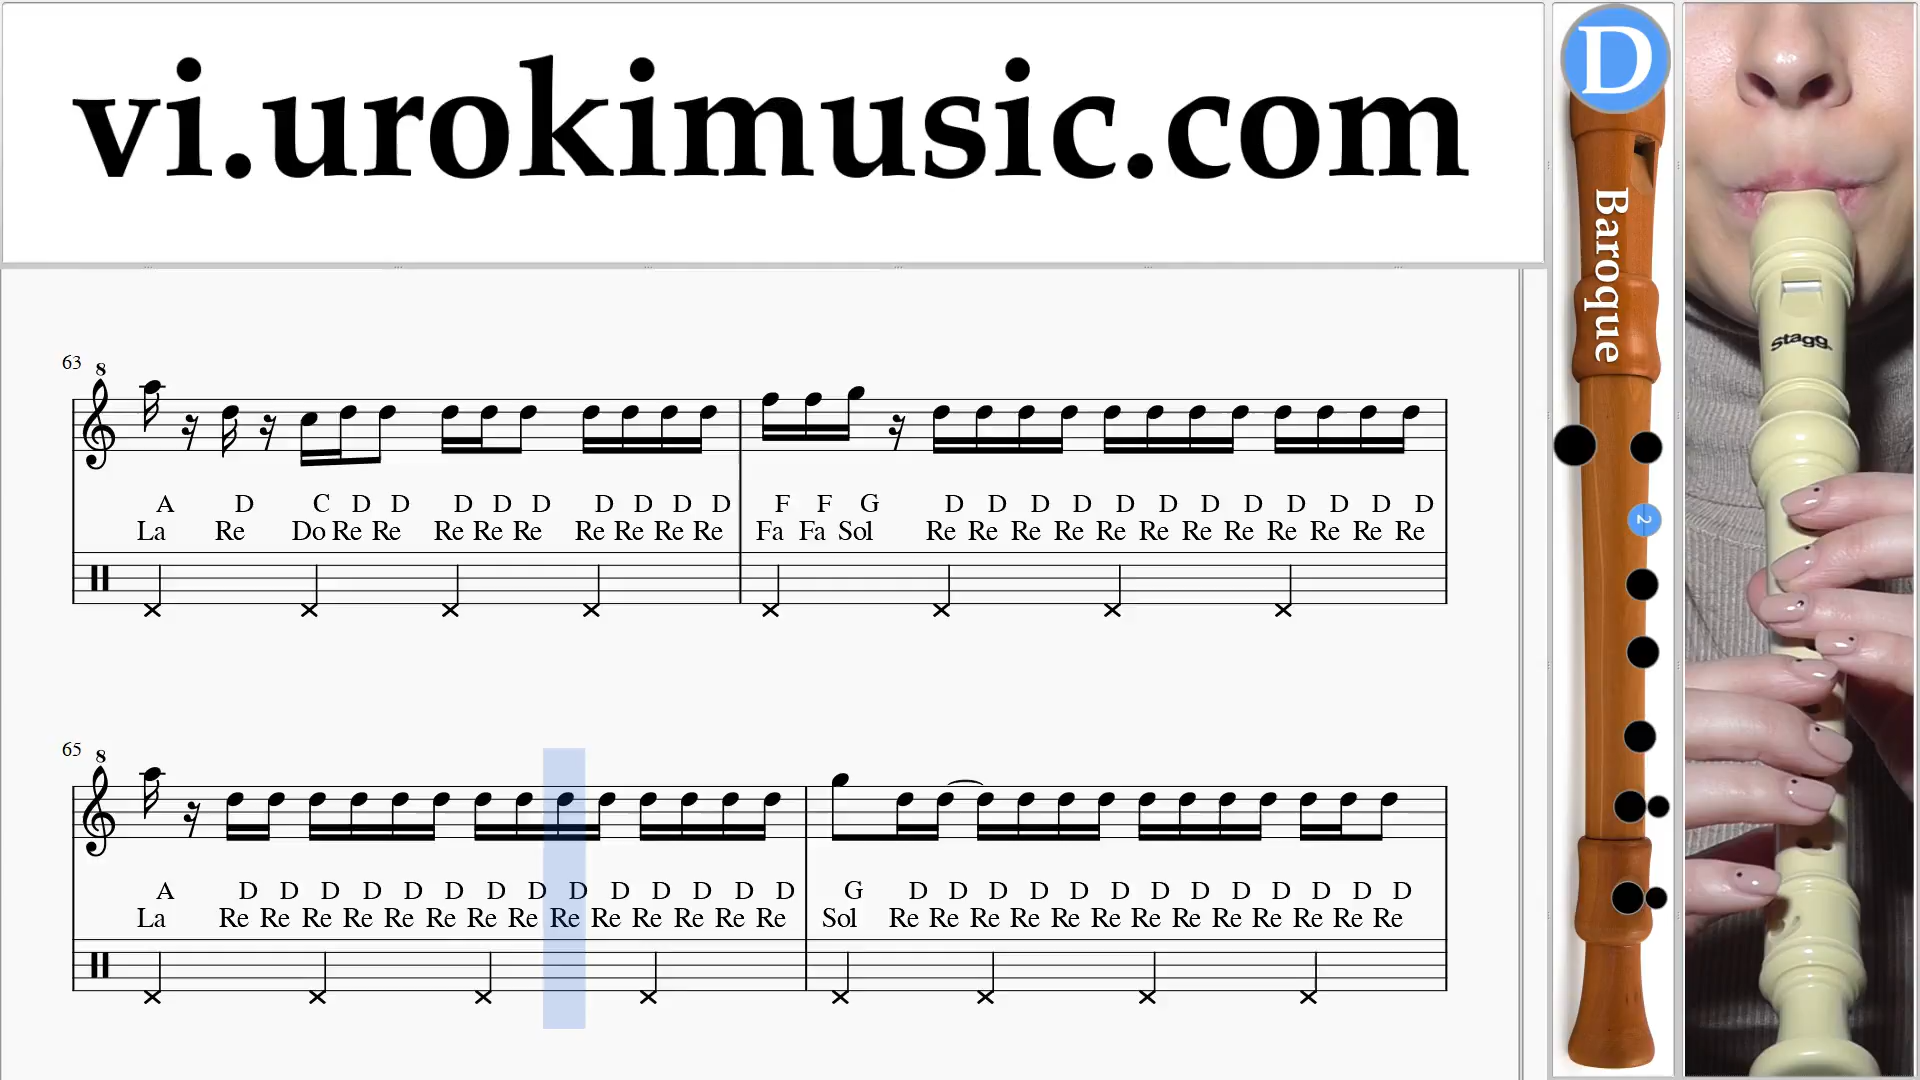 vi.urokimusic.com
D
Baroque
2
Stagg
63
8
A D C D D D D D D D D D F F G D D D D D D D D D D D D
La Re Do Re Re Re Re Re Re Re Re Re Fa Fa Sol Re Re Re Re Re Re Re Re Re Re Re Re
65
8
A D D D D D D D D D D D D D D G D D D D D D D D D D D D D
La Re Re Re Re Re Re Re Re Re Re Re Re Re Re Sol Re Re Re Re Re Re Re Re Re Re Re Re Re